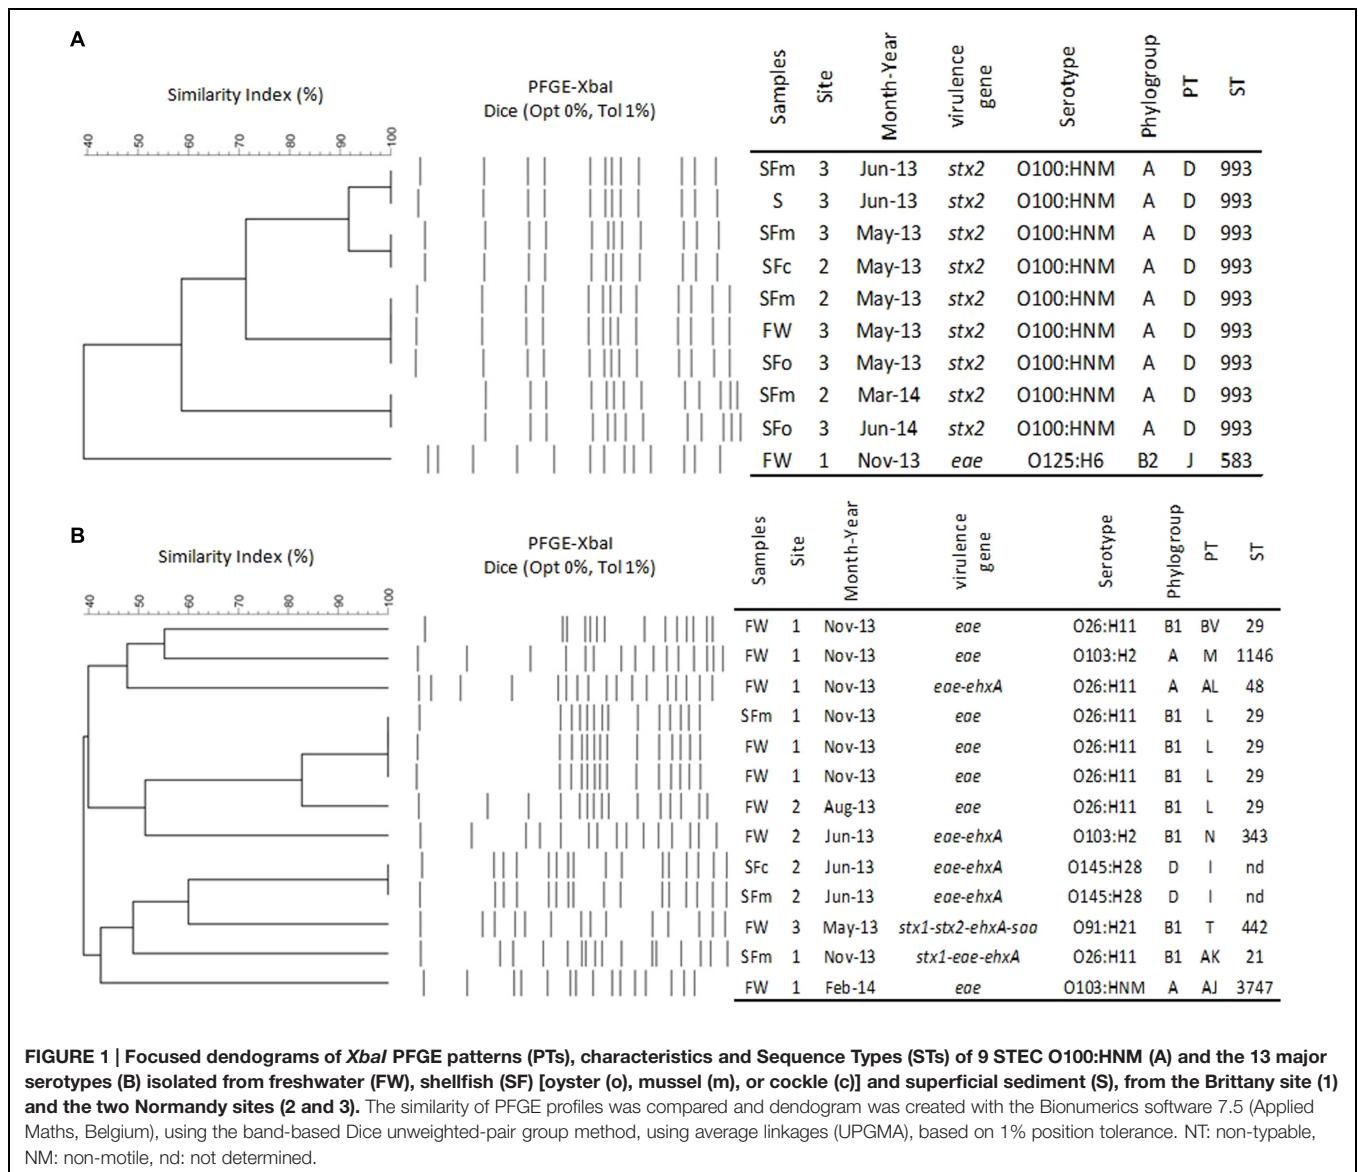 A
Similarity Index (%)
PFGE-XbaI
Dice (Opt 0%, Tol 1%)
Samples Site Month-Year virulence gene Serotype Phylogroup PT ST
40 50 60 70 80 90 100
SFm 3 Jun-13 stx2 O100:HNM A D 993
S 3 Jun-13 stx2 O100:HNM A D 993
SFm 3 May-13 stx2 O100:HNM A D 993
SFc 2 May-13 stx2 O100:HNM A D 993
SFm 2 May-13 stx2 O100:HNM A D 993
FW 3 May-13 stx2 O100:HNM A D 993
SFo 3 May-13 stx2 O100:HNM A D 993
SFm 2 Mar-14 stx2 O100:HNM A D 993
SFo 3 Jun-14 stx2 O100:HNM A D 993
FW 1 Nov-13 eae O125:H6 B2 J 583
B
Similarity Index (%)
PFGE-XbaI
Dice (Opt 0%, Tol 1%)
Samples Site Month-Year virulence gene Serotype Phylogroup PT ST
40 50 60 70 80 90 100
FW 1 Nov-13 eae O26:H11 B1 BV 29
FW 1 Nov-13 eae O103:H2 A M 1146
FW 1 Nov-13 eae-ehxA O26:H11 A AL 48
SFm 1 Nov-13 eae O26:H11 B1 L 29
FW 1 Nov-13 eae O26:H11 B1 L 29
FW 1 Nov-13 eae O26:H11 B1 L 29
FW 2 Aug-13 eae O26:H11 B1 L 29
FW 2 Jun-13 eae-ehxA O103:H2 B1 N 343
SFc 2 Jun-13 eae-ehxA O145:H28 D I nd
SFm 2 Jun-13 eae-ehxA O145:H28 D I nd
FW 3 May-13 stx1-stx2-ehxA-saa O91:H21 B1 T 442
SFm 1 Nov-13 stx1-eae-ehxA O26:H11 B1 AK 21
FW 1 Feb-14 eae O103:HNM A AJ 3747
FIGURE 1 | Focused dendograms of XbaI PFGE patterns (PTs), characteristics and Sequence Types (STs) of 9 STEC O100:HNM (A) and the 13 major
serotypes (B) isolated from freshwater (FW), shellfish (SF) [oyster (o), mussel (m), or cockle (c)] and superficial sediment (S), from the Brittany site (1)
and the two Normandy sites (2 and 3). The similarity of PFGE profiles was compared and dendogram was created with the Bionumerics software 7.5 (Applied
Maths, Belgium), using the band-based Dice unweighted-pair group method, using average linkages (UPGMA), based on 1% position tolerance. NT: non-typable,
NM: non-motile, nd: not determined.